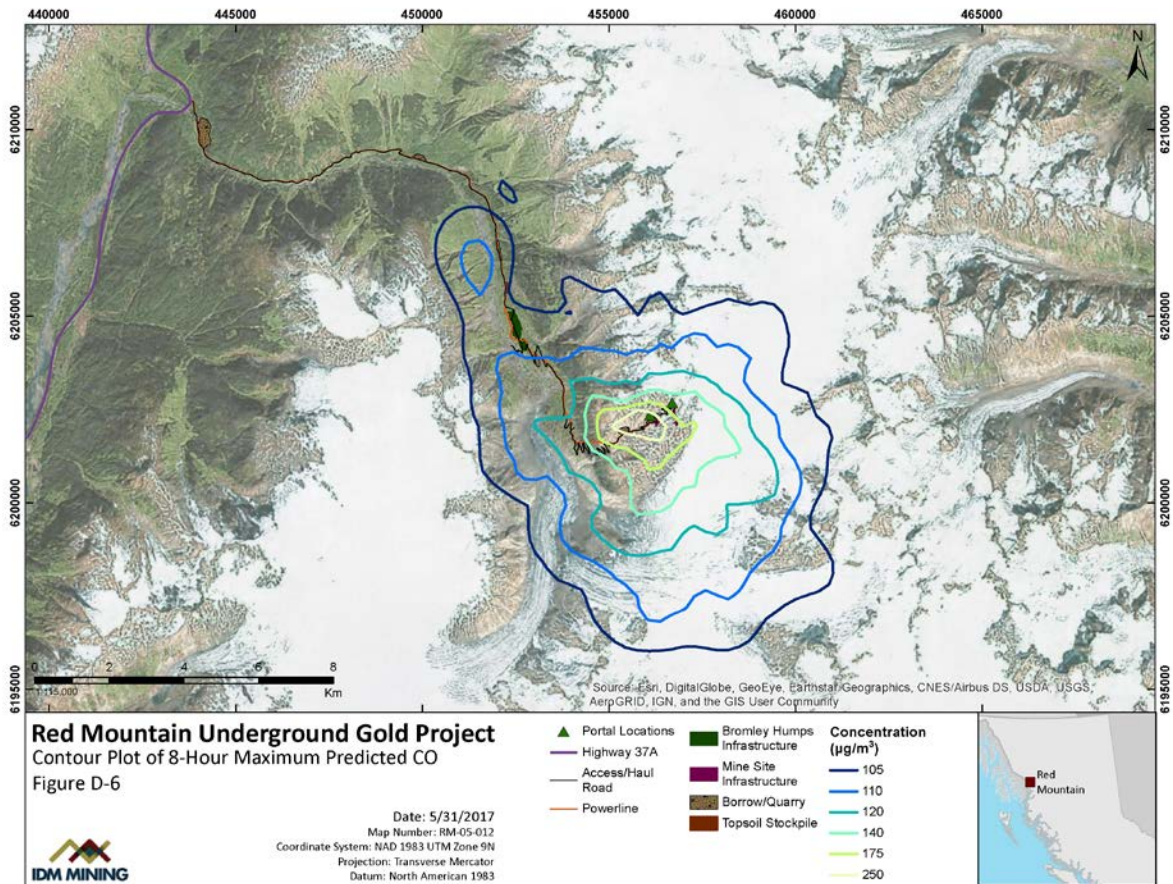 440000 445000 450000 455000 460000 465000
N
6210000 6210000
6205000 6205000
6200000 6200000
6195000 6195000
0 2 4 6 8
1:115,000 Km
Source: Esri, DigitalGlobe, GeoEye, Earthstar Geographics, CNES/Airbus DS, USDA, USGS,
AeroGRID, IGN, and the GIS User Community
Red Mountain Underground Gold Project
Contour Plot of 8-Hour Maximum Predicted CO
Figure D-6
Date: 5/31/2017
Map Number: RM-05-012
Coordinate System: NAD 1983 UTM Zone 9N
Projection: Transverse Mercator
Datum: North American 1983
IDM MINING
Portal Locations
Highway 37A
Access/Haul
Road
Powerline
Bromley Humps
Infrastructure
Mine Site
Infrastructure
Borrow/Quarry
Topsoil Stockpile
Concentration
(µg/m³)
105
110
120
140
175
250
Red
Mountain